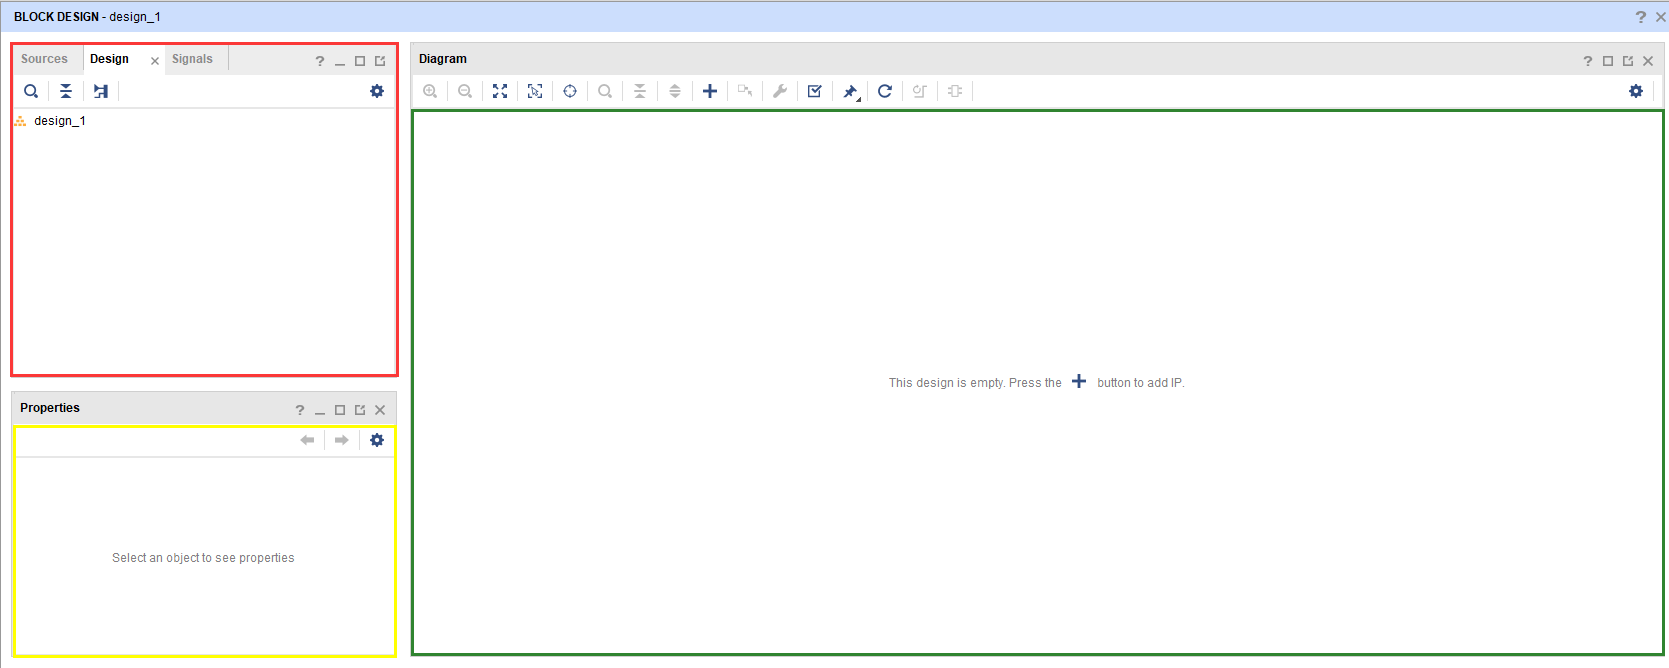 BLOCK DESIGN - design_1
Sources Design Signals
design_1
Properties
Select an object to see properties
Diagram
This design is empty. Press the + button to add IP.